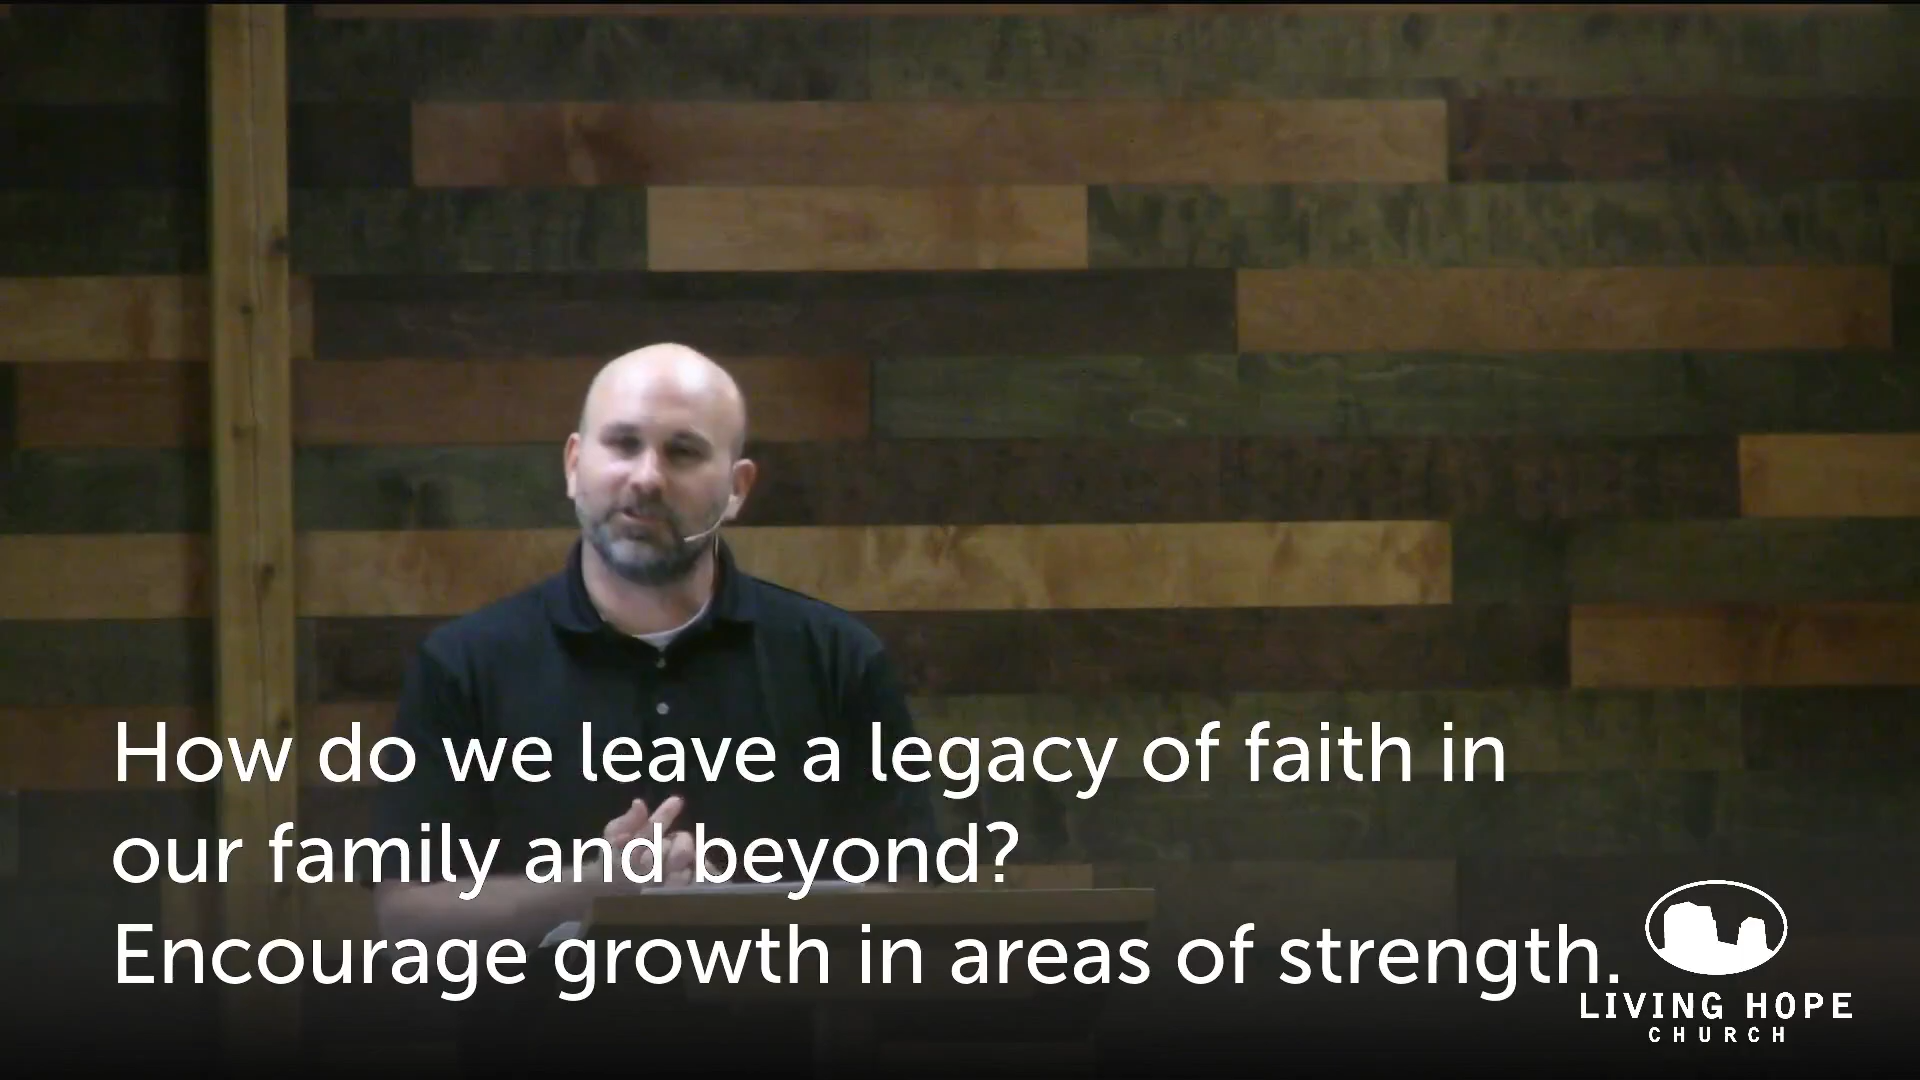 How do we leave a legacy of faith in
our family and beyond?
Encourage growth in areas of strength.
LIVING HOPE
CHURCH